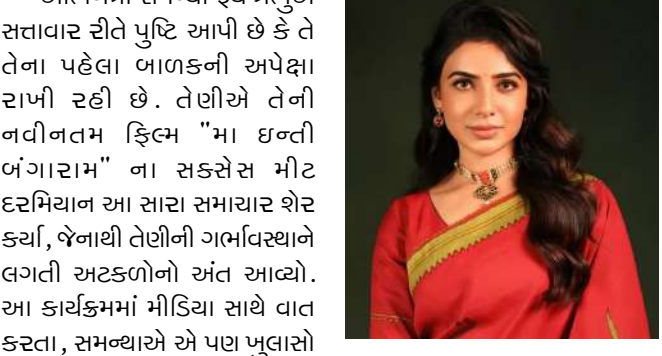 સત્તાવાર રીતે પુષ્ટિ આપી છે કે તે
તેના પહેલા બાળકની અપેક્ષા
રાખી રહી છે. તેણીએ તેની
નવીનતમ ફિલ્મ "મા ઇન્તી
બંગારામ" ના સક્સેસ મીટ
દરમિયાન આ સારા સમાચાર શેર
કર્યા, જેનાથી તેણીની ગર્ભાવસ્થાને
લગતી અટકળોનો અંત આવ્યો.
આ કાર્યક્રમમાં મીડિયા સાથે વાત
કરતા, સમન્થાએ એ પણ ખુલાસો